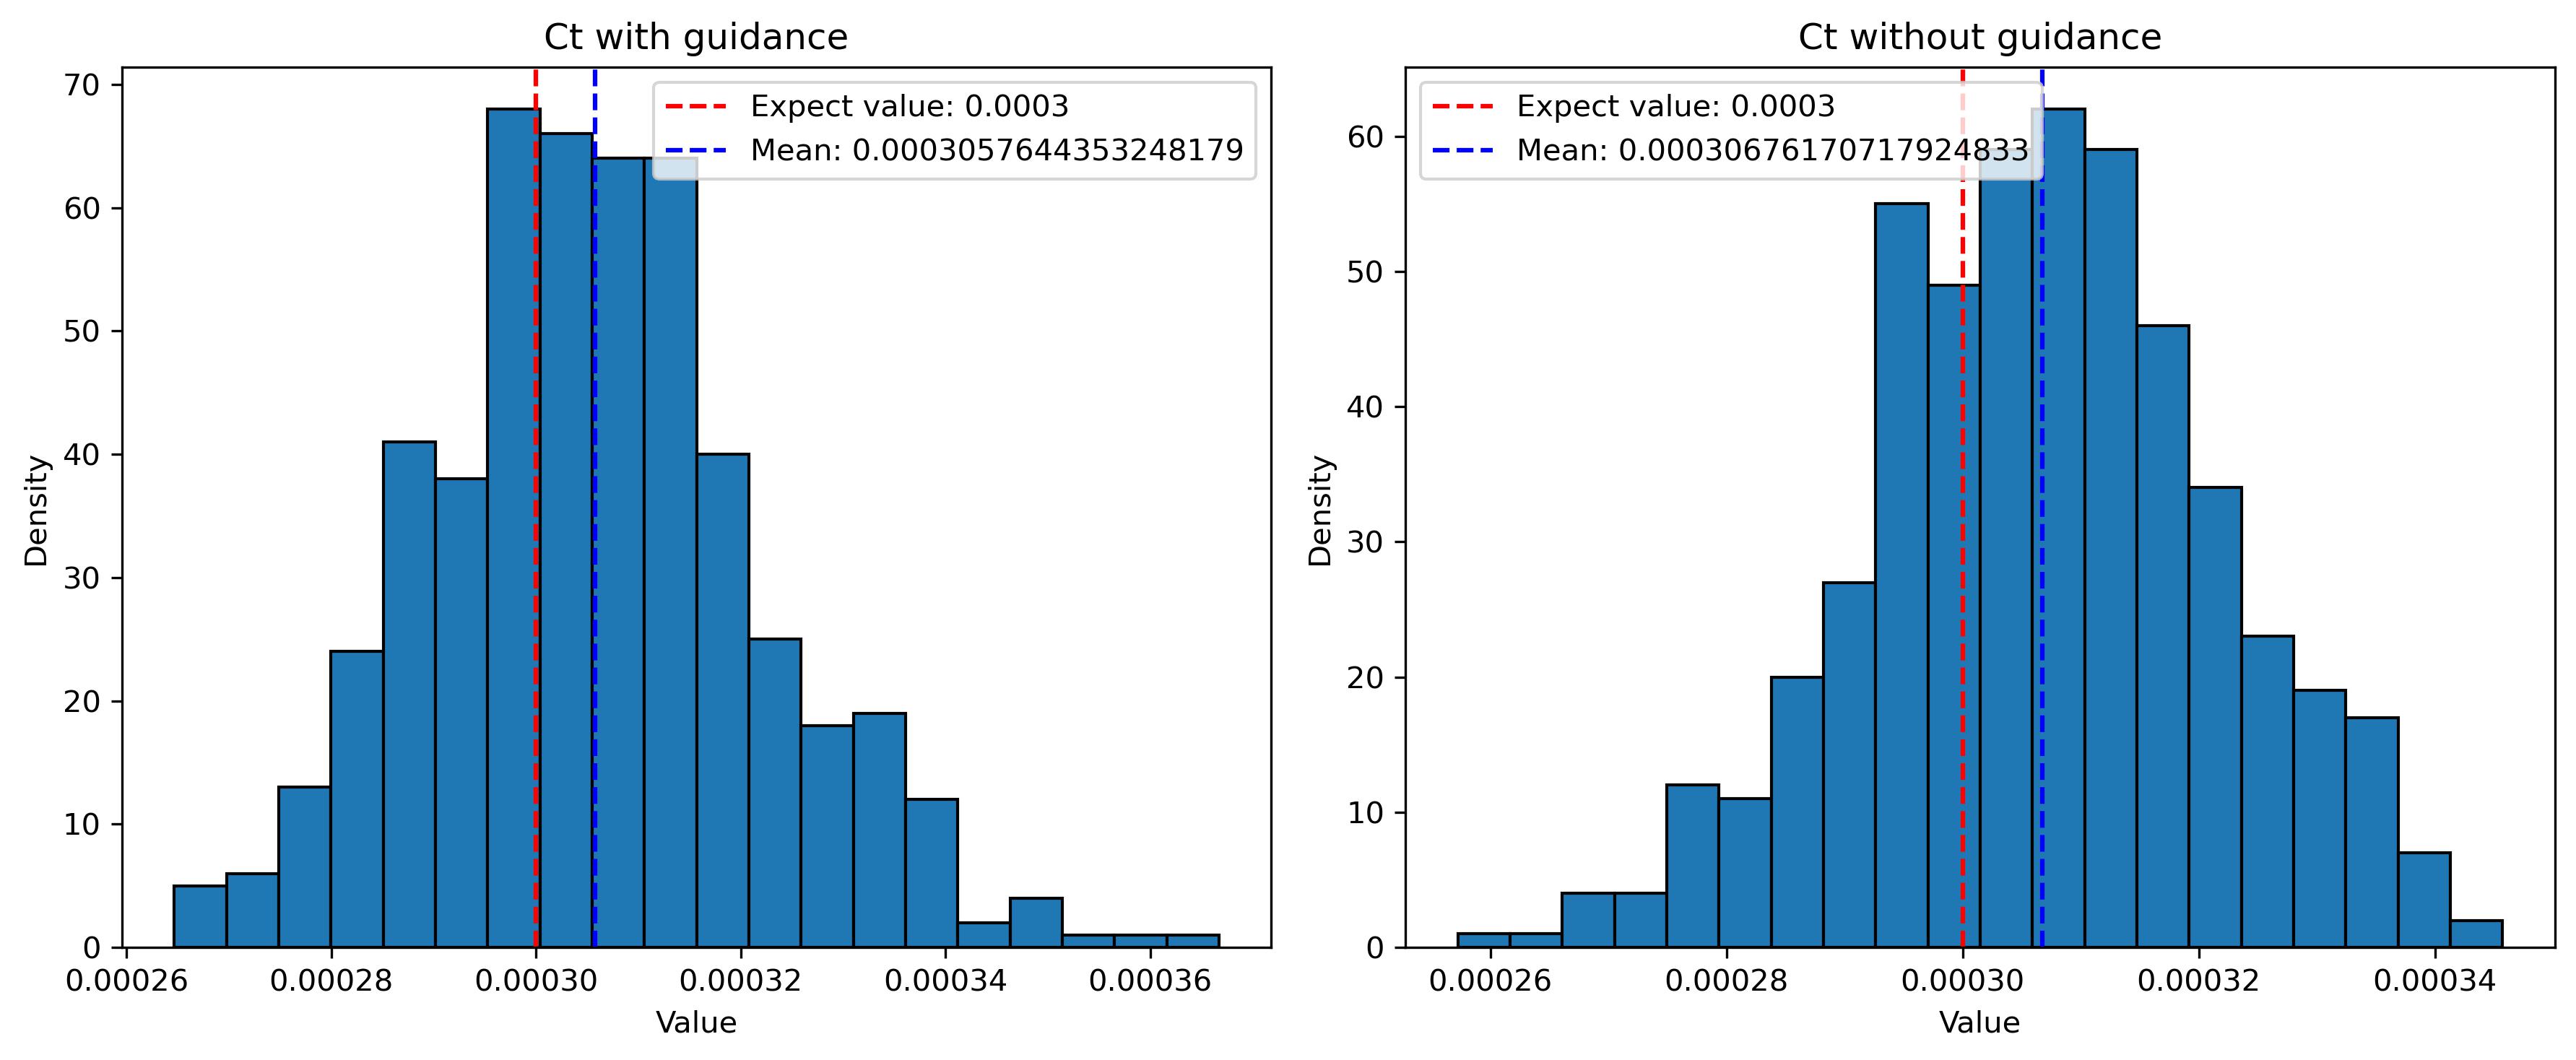 Ct with guidance
Expect value: 0.0003
Mean: 0.0003057644353248179
70
60
50
40
30
20
10
0
Density
0.00026 0.00028 0.00030 0.00032 0.00034 0.00036
Value
Ct without guidance
Expect value: 0.0003
Mean: 0.00030676170717924833
60
50
40
30
20
10
0
Density
0.00026 0.00028 0.00030 0.00032 0.00034
Value